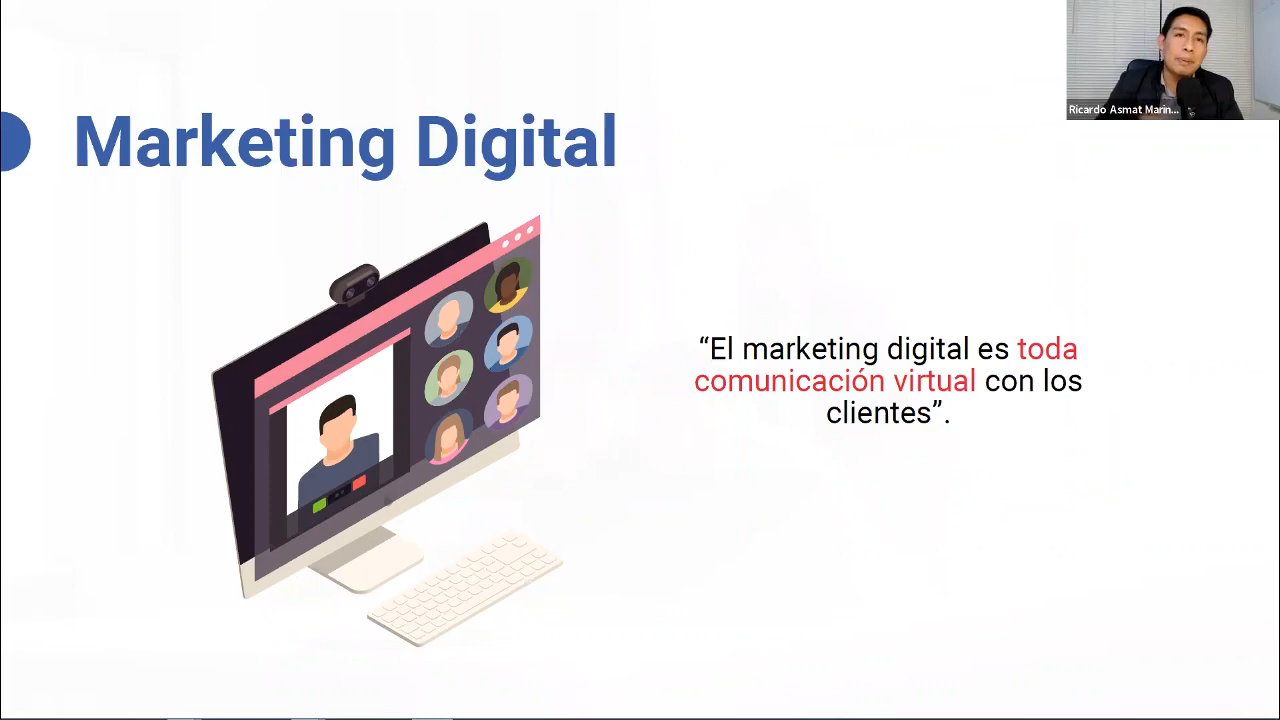 Ricardo Asmat Marin...
Marketing Digital
“El marketing digital es toda
comunicación virtual con los
clientes”.